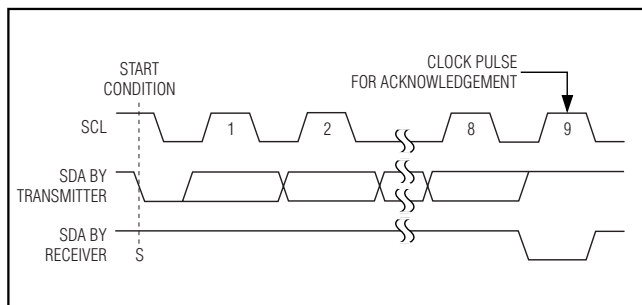 START
CONDITION
CLOCK PULSE
FOR ACKNOWLEDGEMENT
SCL
1
2
8
9
SDA BY
TRANSMITTER
SDA BY
RECEIVER
S